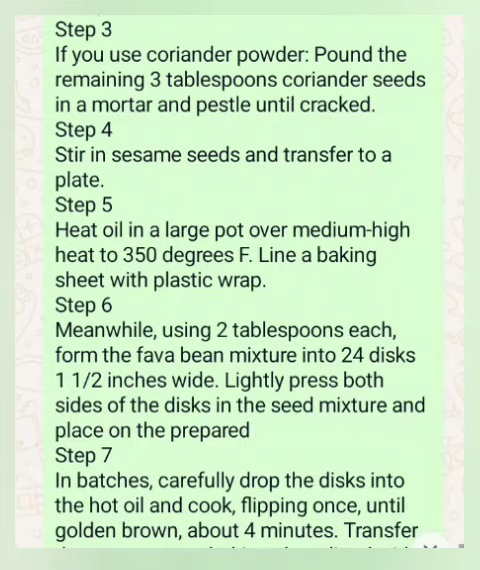 Step 3
If you use coriander powder: Pound the
remaining 3 tablespoons coriander seeds
in a mortar and pestle until cracked.
Step 4
Stir in sesame seeds and transfer to a
plate.
Step 5
Heat oil in a large pot over medium-high
heat to 350 degrees F. Line a baking
sheet with plastic wrap.
Step 6
Meanwhile, using 2 tablespoons each,
form the fava bean mixture into 24 disks
1 1/2 inches wide. Lightly press both
sides of the disks in the seed mixture and
place on the prepared
Step 7
In batches, carefully drop the disks into
the hot oil and cook, flipping once, until
golden brown, about 4 minutes. Transfer